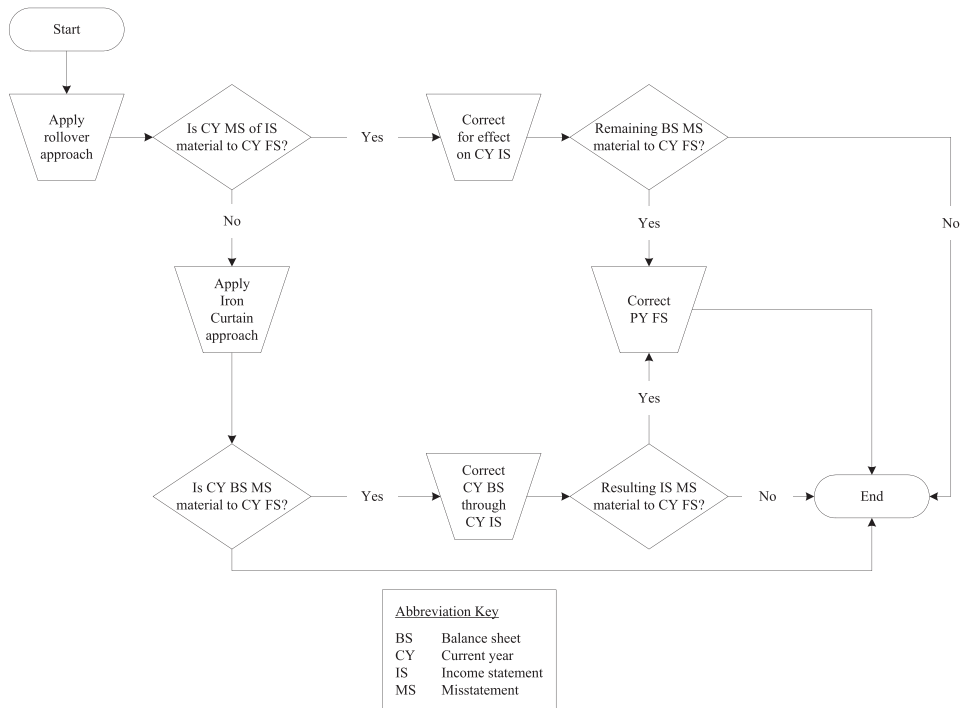 Start
Apply
rollover
approach
Is CY MS of IS
material to CY FS?
Yes
Correct
for effect
on CY IS
Remaining BS MS
material to CY FS?
No
Yes
No
Apply
Iron
Curtain
approach
Correct
PY FS
Yes
Is CY BS MS
material to CY FS?
Yes
Correct
CY BS
through
CY IS
Resulting IS MS
material to CY FS?
No
End
Abbreviation Key
BS Balance sheet
CY Current year
IS Income statement
MS Misstatement